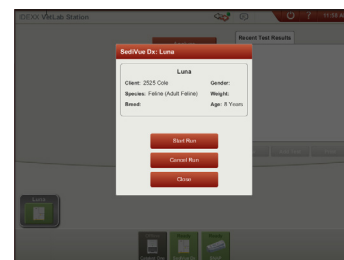 IDEXX VetLab Station
Recent Test Results
SediVue Dx: Luna
Luna
Client: 2525 Cole
Gender:
Species: Feline (Adult Feline)
Weight:
Breed:
Age: 8 Years
Start Run
Cancel Run
Close
Luna